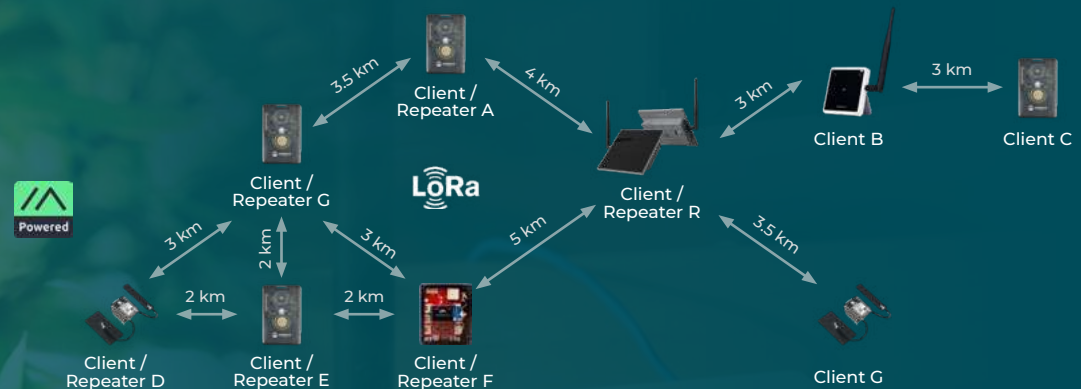 3.5 km
Client /
Repeater A
4 km
3 km
Client B
3 km
Client C
Client /
Repeater G
LoRa
Client /
Repeater R
Powered
3 km
2 km
3 km
5 km
3.5 km
2 km
2 km
Client /
Repeater D
Client /
Repeater E
Client /
Repeater F
Client G